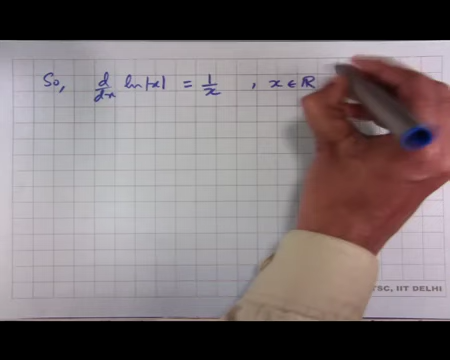 So, d/dx ln|x| = 1/x , x ∈ ℝ
TSC, IIT DELHI